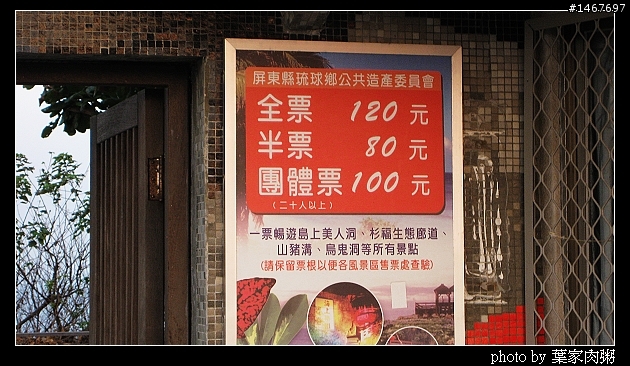 #1467697
屏東縣琉球鄉公共造產委員會
全票 120 元
半票 80 元
團體票 100 元
(二十人以上)
一票暢遊島上美人洞、杉福生態廊道、
山豬溝、烏鬼洞等所有景點
(請保留票根以便各風景區售票處查驗)
photo by 葉家肉粥